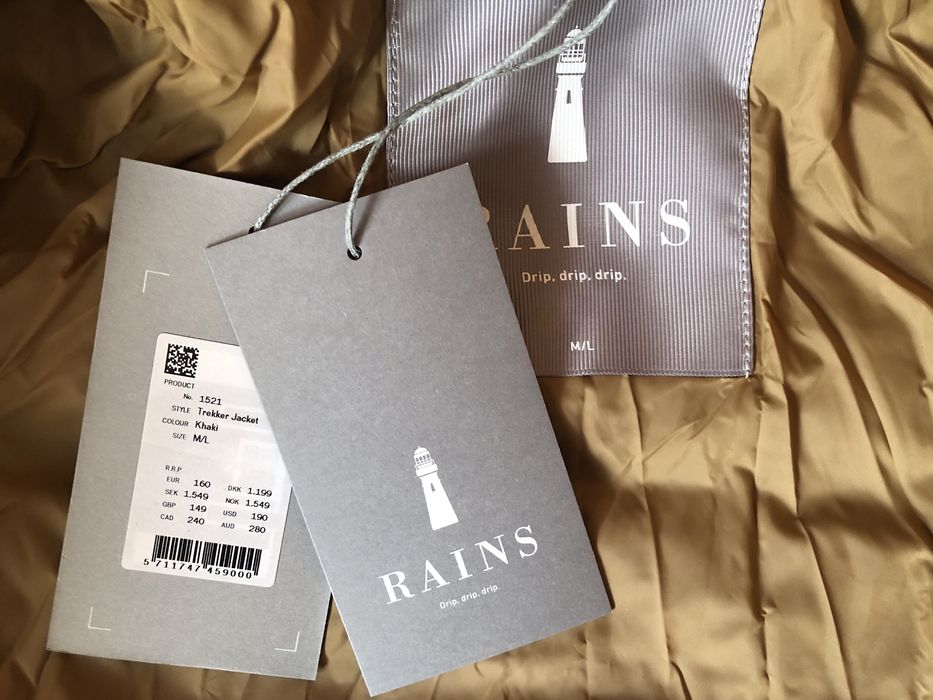 RAINS
Drip, drip, drip.
M/L
PRODUCT
No. 1521
STYLE Trekker Jacket
COLOUR Khaki
SIZE M/L
R.R.P
EUR 160 DKK 1.199
SEK 1.549 NOK 1.549
GBP 149 USD 190
CAD 240 AUD 280
5 711747 459000
RAINS
Drip, drip, drip.